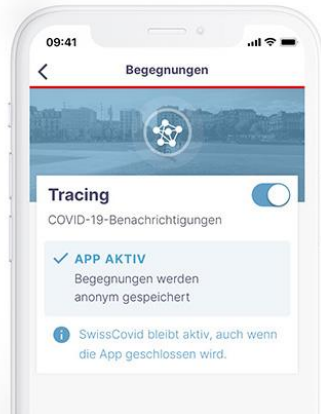 09:41
Begegnungen
Tracing
COVID-19-Benachrichtigungen
APP AKTIV
Begegnungen werden
anonym gespeichert
SwissCovid bleibt aktiv, auch wenn
die App geschlossen wird.